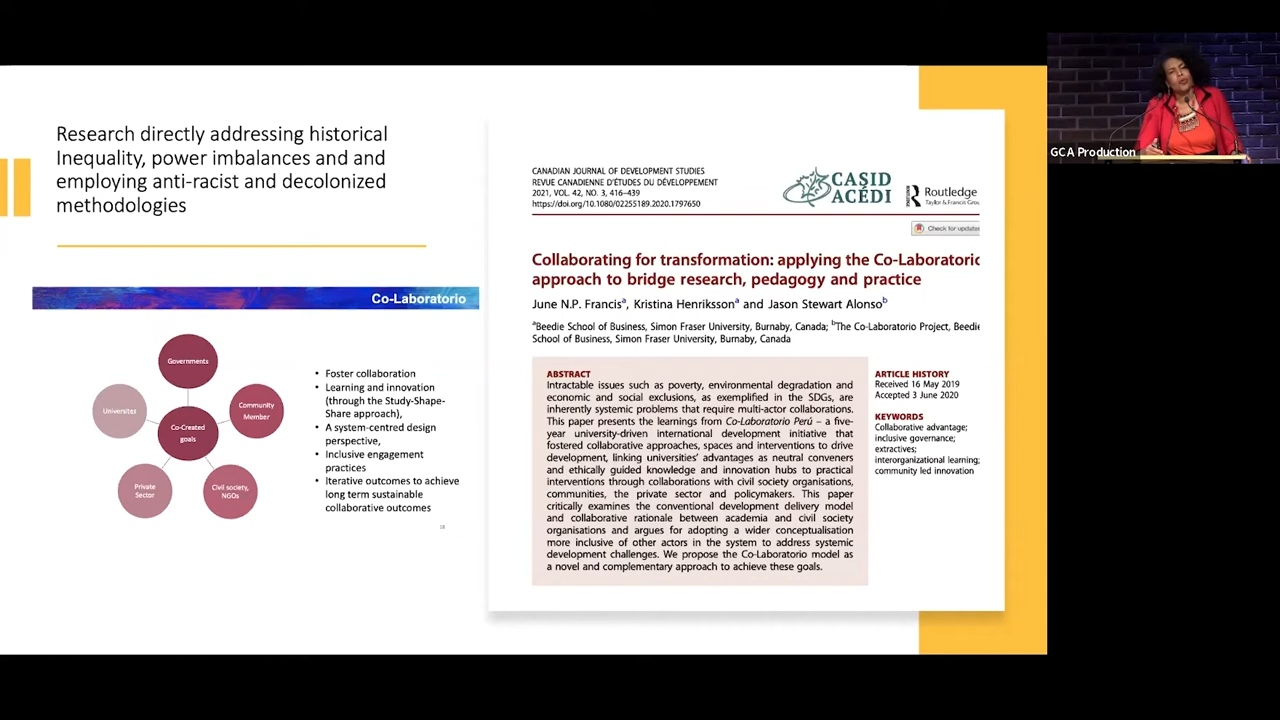 Research directly addressing historical
Inequality, power imbalances and and
employing anti-racist and decolonized
methodologies
Co-Laboratorio
Governments
Universites
Community
Member
Co-Created
goals
Private
Sector
Civil society,
NGOs
• Foster collaboration
• Learning and innovation
(through the Study-Shape-
Share approach),
• A system-centred design
perspective,
• Inclusive engagement
practices
• Iterative outcomes to achieve
long term sustainable
collaborative outcomes
18
CANADIAN JOURNAL OF DEVELOPMENT STUDIES
REVUE CANADIENNE D'ÉTUDES DU DÉVELOPPEMENT
2021, VOL. 42, NO. 3, 416–439
https://doi.org/10.1080/02255189.2020.1797650
CASID
ACÉDI
R
Routledge
Taylor & Francis Grou
Check for updates
Collaborating for transformation: applying the Co-Laboratoric
approach to bridge research, pedagogy and practice
June N.P. Francisa, Kristina Henrikssona and Jason Stewart Alonsob
aBeedie School of Business, Simon Fraser University, Burnaby, Canada; bThe Co-Laboratorio Project, Beedie
School of Business, Simon Fraser University, Burnaby, Canada
ABSTRACT
Intractable issues such as poverty, environmental degradation and
economic and social exclusions, as exemplified in the SDGs, are
inherently systemic problems that require multi-actor collaborations.
This paper presents the learnings from Co-Laboratorio Perú – a five-
year university-driven international development initiative that
fostered collaborative approaches, spaces and interventions to drive
development, linking universities' advantages as neutral conveners
and ethically guided knowledge and innovation hubs to practical
interventions through collaborations with civil society organisations,
communities, the private sector and policymakers. This paper
critically examines the conventional development delivery model
and collaborative rationale between academia and civil society
organisations and argues for adopting a wider conceptualisation
more inclusive of other actors in the system to address systemic
development challenges. We propose the Co-Laboratorio model as
a novel and complementary approach to achieve these goals.
ARTICLE HISTORY
Received 16 May 2019
Accepted 3 June 2020
KEYWORDS
Collaborative advantage;
inclusive governance;
extractives;
interorganizational learning;
community led innovation
GCA Production